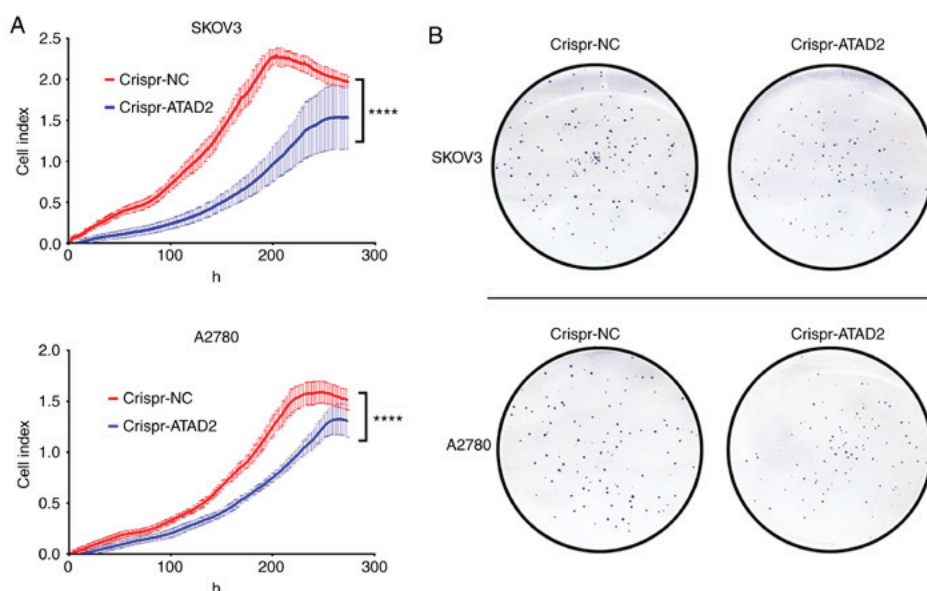 A
SKOV3
2.5
2.0
1.5
1.0
0.5
0.0
Cell index
Crispr-NC
Crispr-ATAD2
****
0
100
200
300
h
A2780
2.0
1.5
1.0
0.5
0.0
Cell index
Crispr-NC
Crispr-ATAD2
****
0
100
200
300
h
B
Crispr-NC
Crispr-ATAD2
SKOV3
Crispr-NC
Crispr-ATAD2
A2780